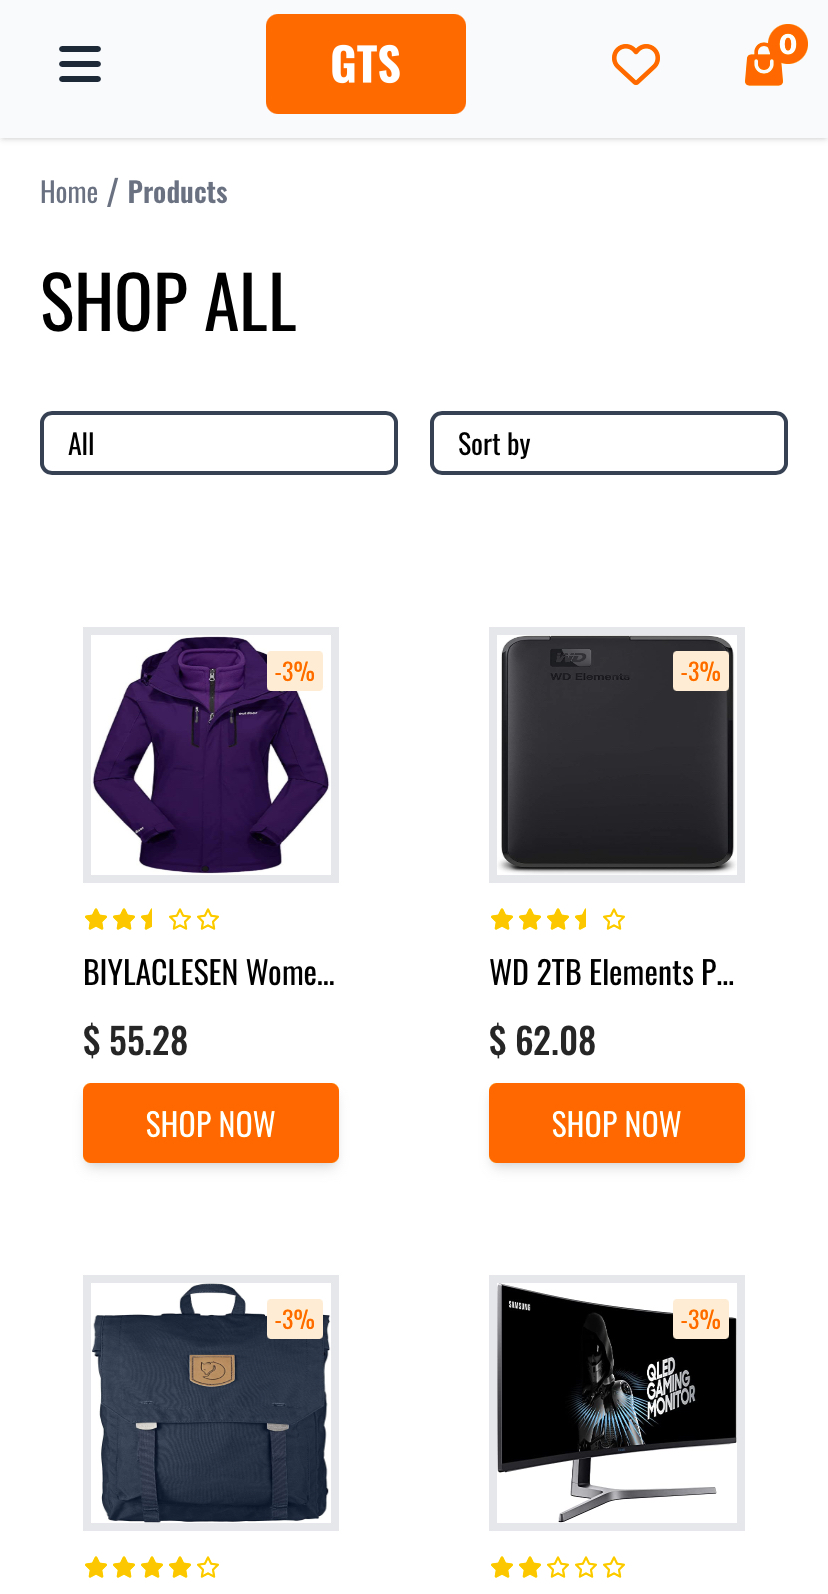 GTS
0
Home / Products
SHOP ALL
All
Sort by
-3%
-3%
WD
WD Elements
BIYLACLESEN Wome...
WD 2TB Elements P...
$ 55.28
$ 62.08
SHOP NOW
SHOP NOW
-3%
-3%
SAMSUNG
QLED
GAMING
MONITOR